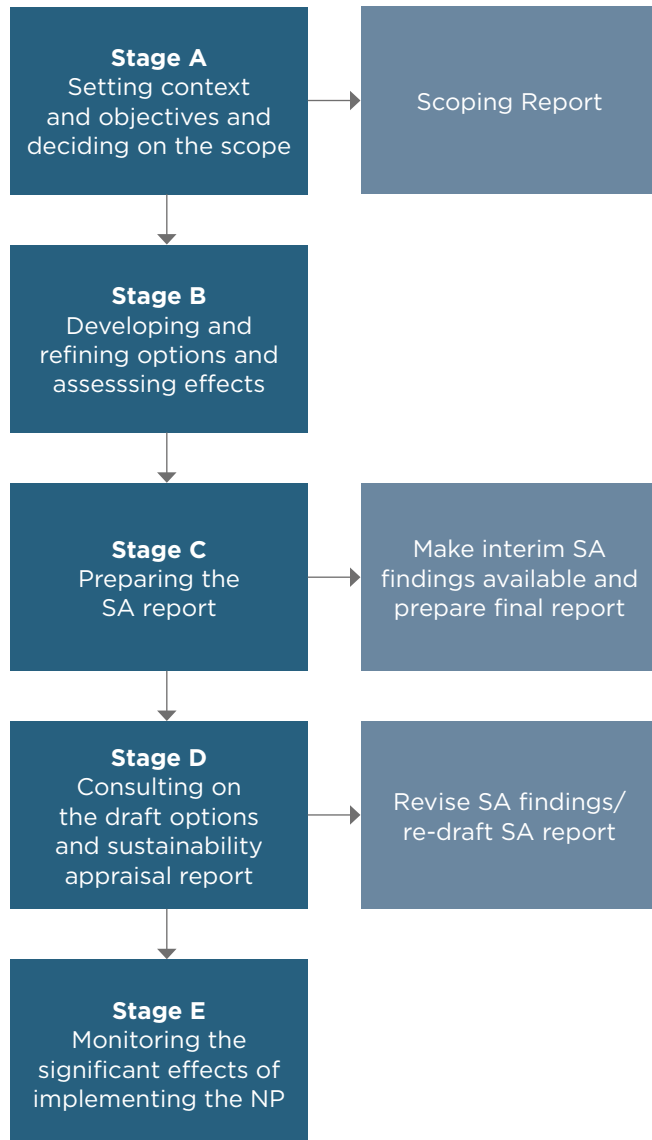 Stage A
Setting context
and objectives and
deciding on the scope
Scoping Report
Stage B
Developing and
refining options and
assesssing effects
Stage C
Preparing the
SA report
Make interim SA
findings available and
prepare final report
Stage D
Consulting on
the draft options
and sustainability
appraisal report
Revise SA findings/
re-draft SA report
Stage E
Monitoring the
significant effects of
implementing the NP